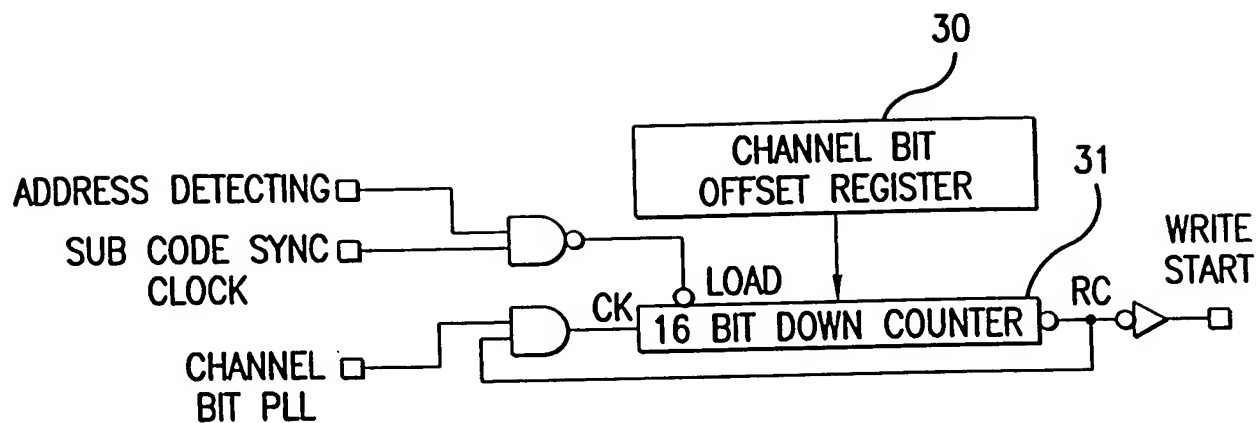 30
CHANNEL BIT
OFFSET REGISTER
31
ADDRESS DETECTING
SUB CODE SYNC
CLOCK
WRITE
START
LOAD
CK
16 BIT DOWN COUNTER
RC
CHANNEL
BIT PLL